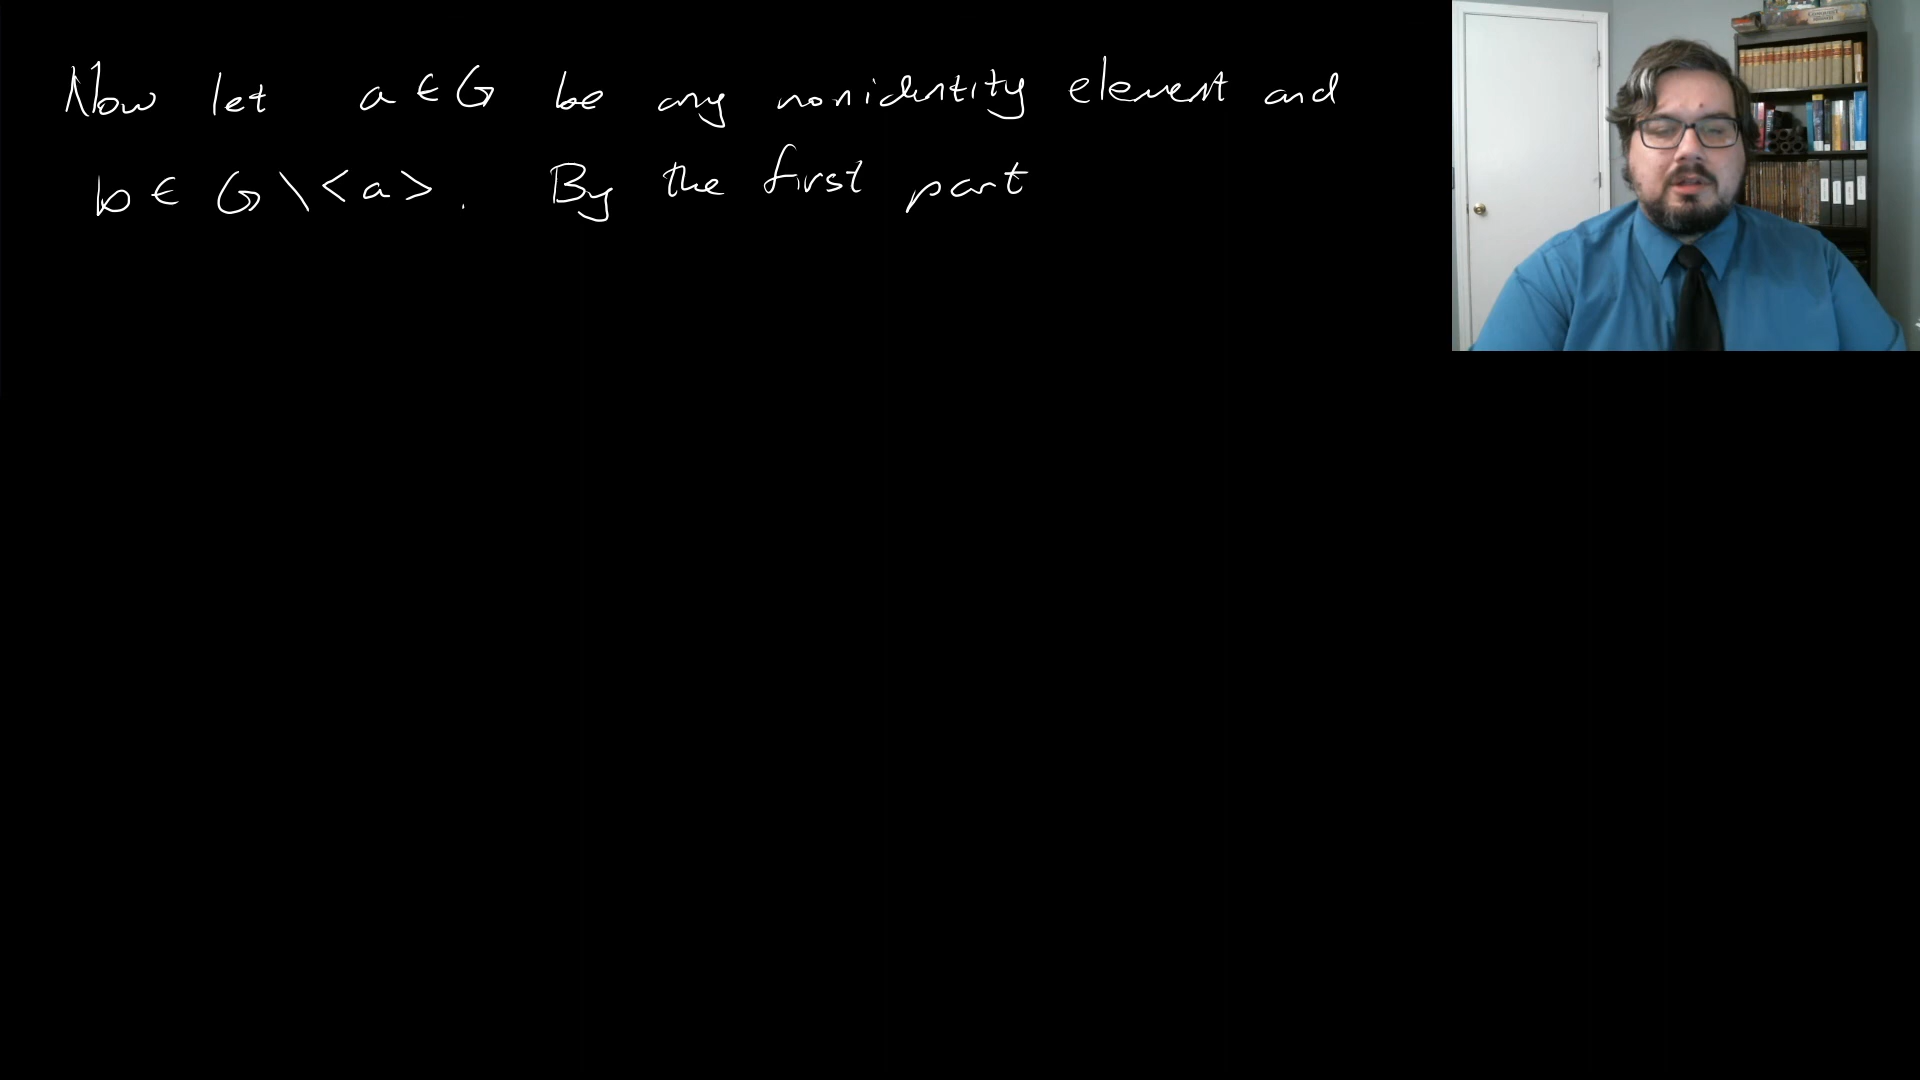 Now let a ∈ G be any nonidentity element and
b ∈ G \ <a>. By the first part